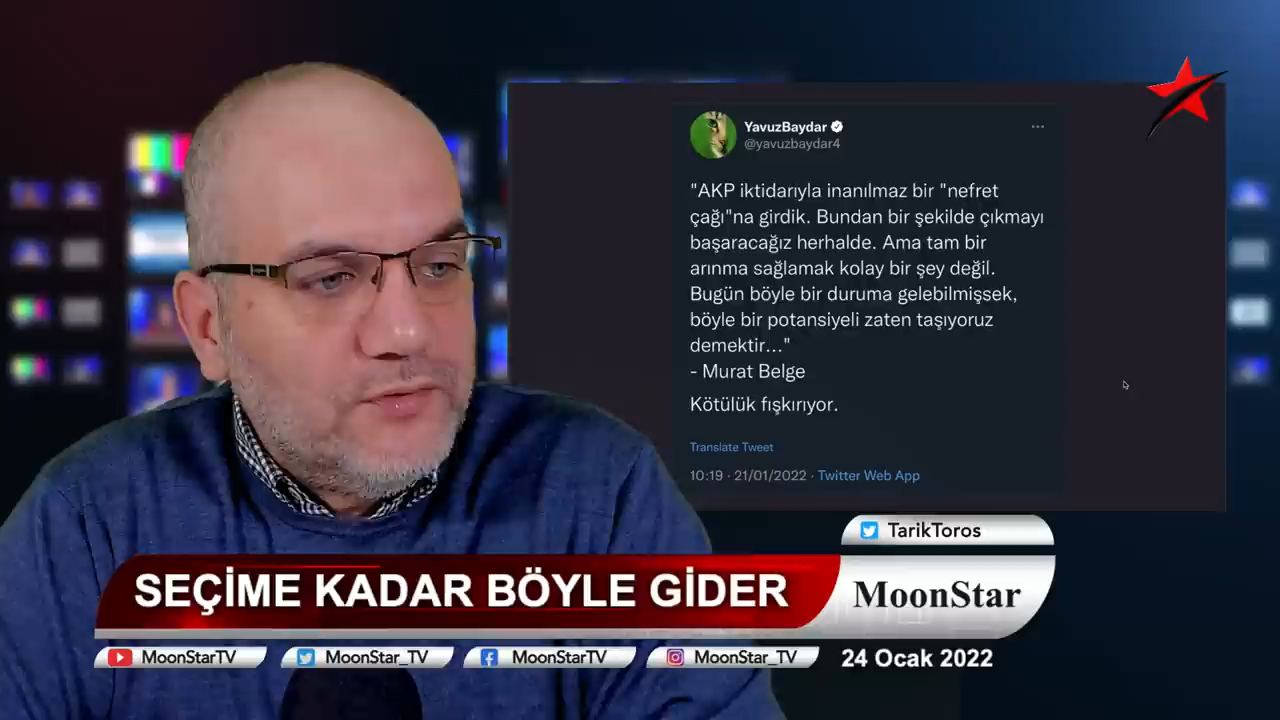 YavuzBaydar
@yavuzbaydar4
"AKP iktidarıyla inanılmaz bir "nefret
çağı"na girdik. Bundan bir şekilde çıkmayı
başaracağız herhalde. Ama tam bir
arınma sağlamak kolay bir şey değil.
Bugün böyle bir duruma gelebilmişsek,
böyle bir potansiyeli zaten taşıyoruz
demektir..."
- Murat Belge
Kötülük fışkırıyor.
Translate Tweet
10:19 · 21/01/2022 · Twitter Web App
TarikToros
SEÇİME KADAR BÖYLE GİDER
MoonStar
MoonStarTV
MoonStar_TV
MoonStarTV
MoonStar_TV
24 Ocak 2022